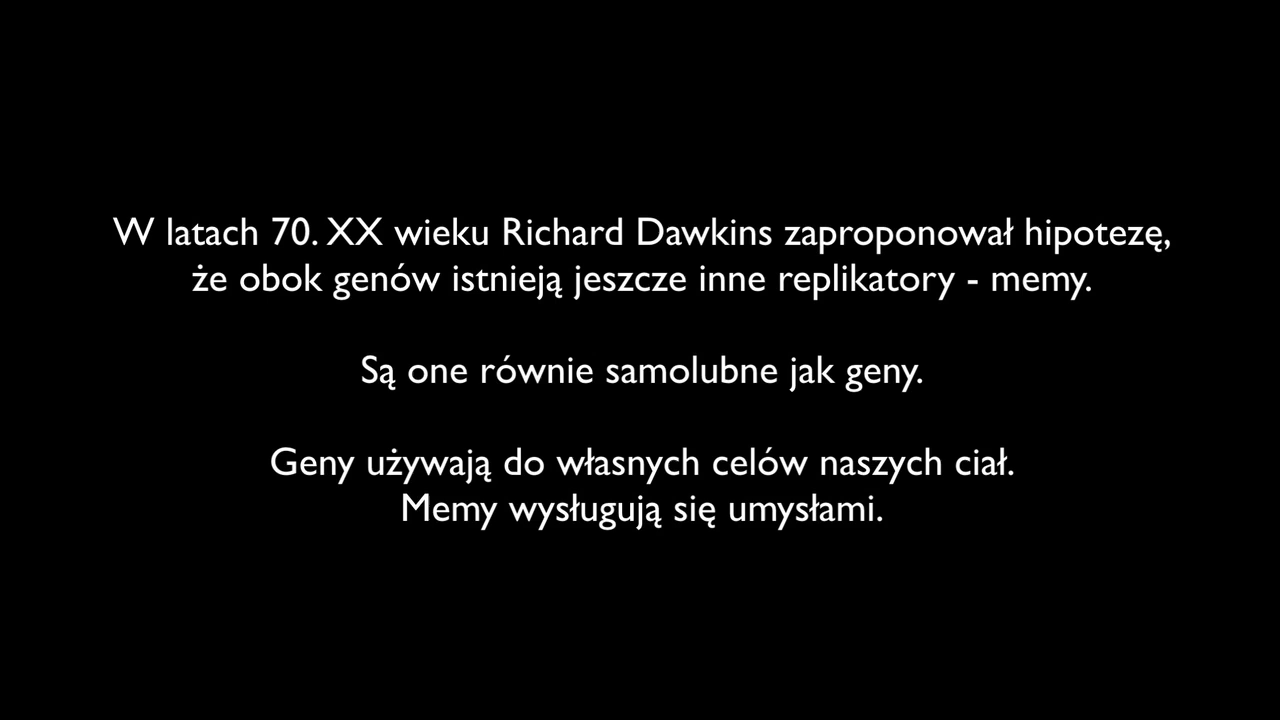 W latach 70. XX wieku Richard Dawkins zaproponował hipotezę,
że obok genów istnieją jeszcze inne replikatory - memy.
Są one równie samolubne jak geny.
Geny używają do własnych celów naszych ciał.
Memy wysługują się umysłami.